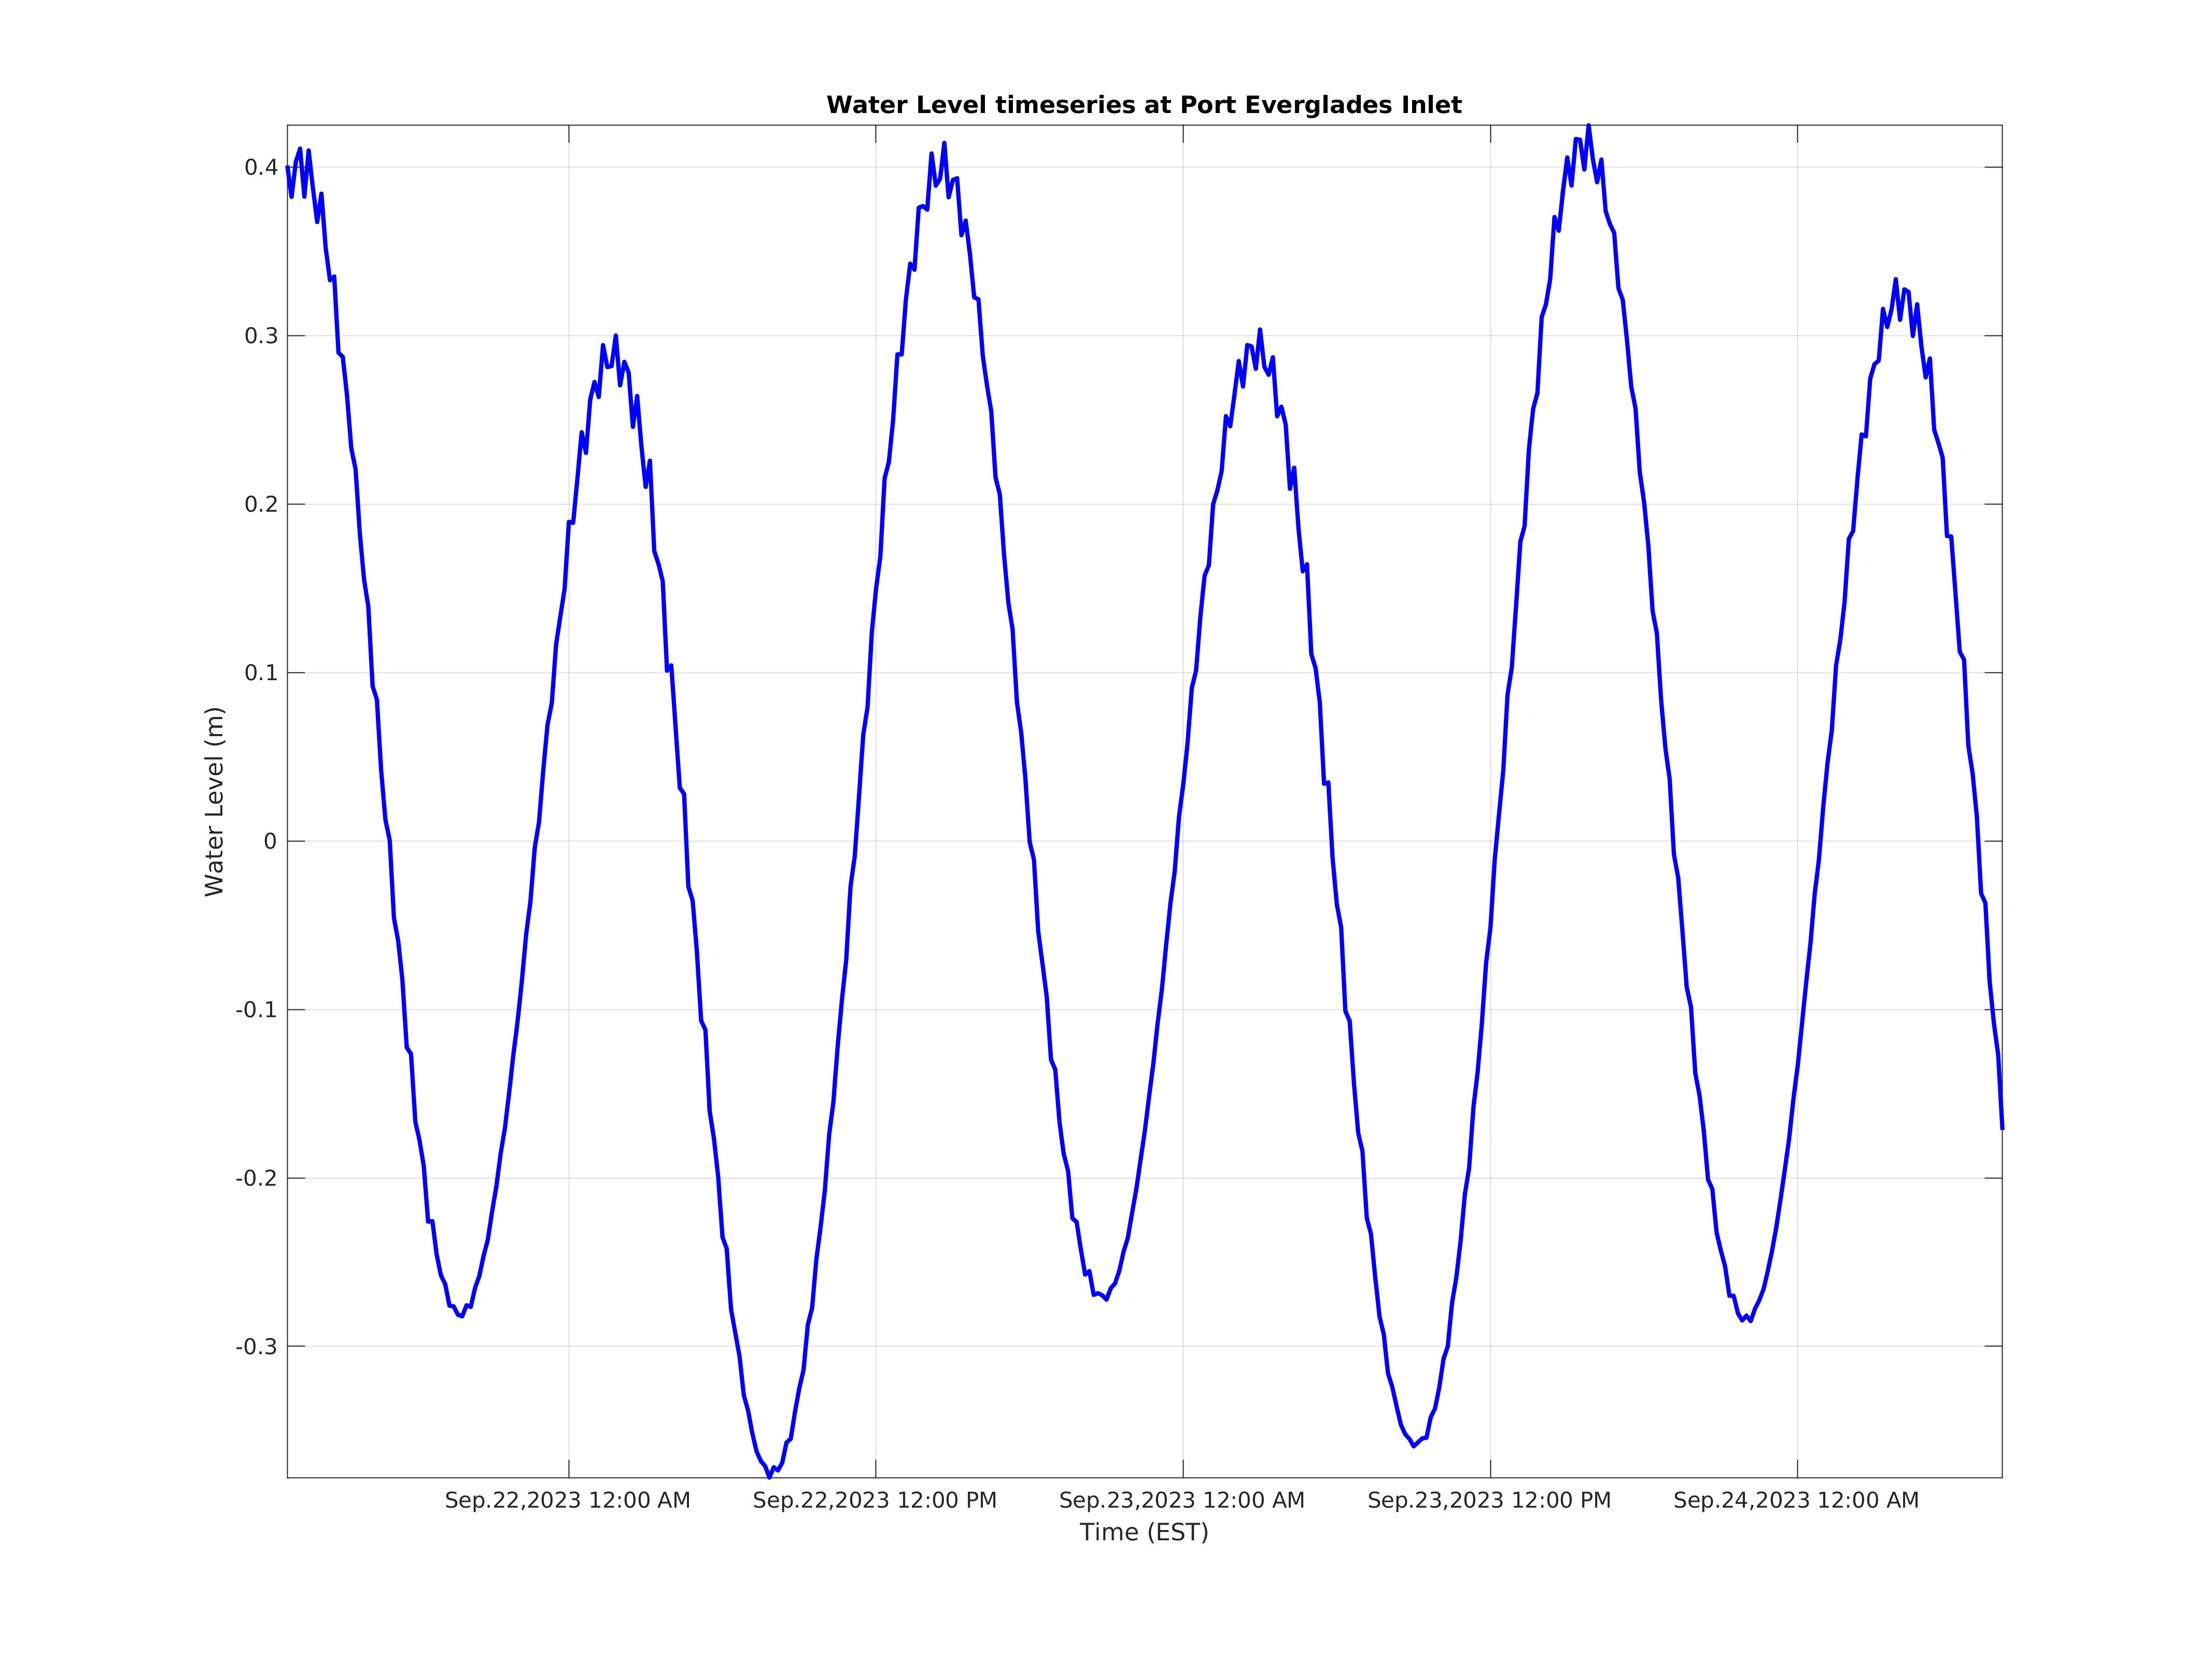 Water Level timeseries at Port Everglades Inlet
0.4
0.3
0.2
0.1
0
-0.1
-0.2
-0.3
Water Level (m)
Sep.22,2023 12:00 AM Sep.22,2023 12:00 PM Sep.23,2023 12:00 AM Sep.23,2023 12:00 PM Sep.24,2023 12:00 AM
Time (EST)